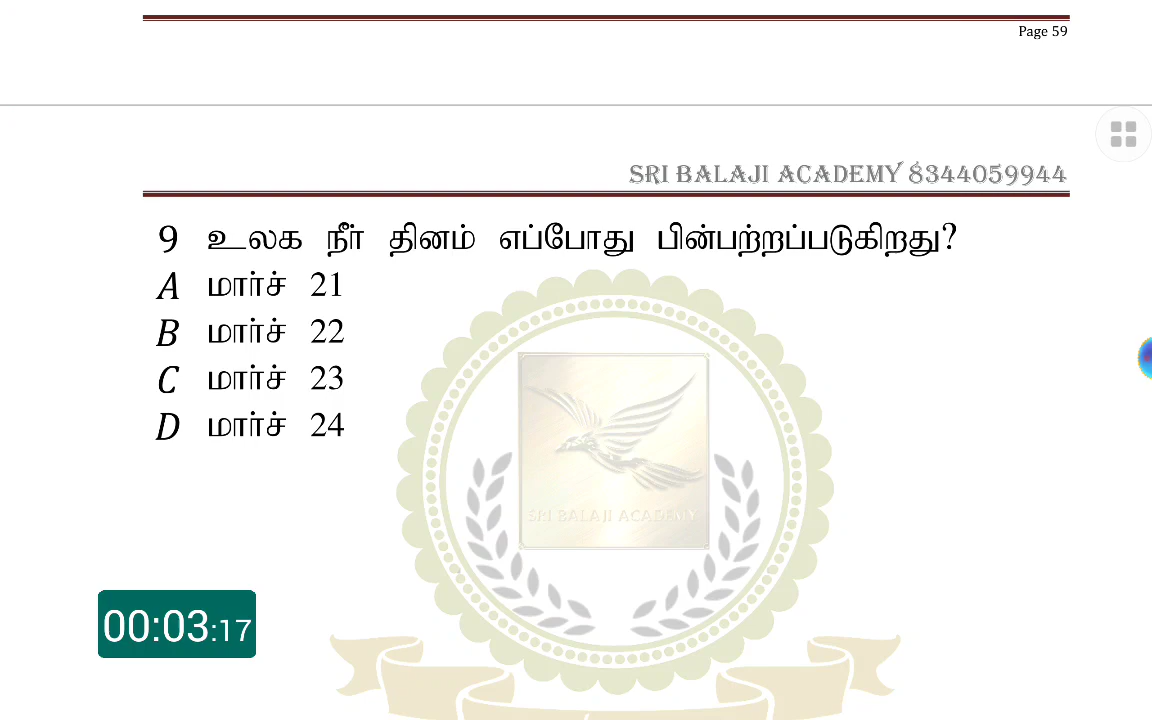 Page 59
SRI BALAJI ACADEMY 8344059944
9 உலக நீர் தினம் எப்போது பின்பற்றப்படுகிறது?
A மார்ச் 21
B மார்ச் 22
C மார்ச் 23
D மார்ச் 24
SRI BALAJI ACADEMY
00:03:17